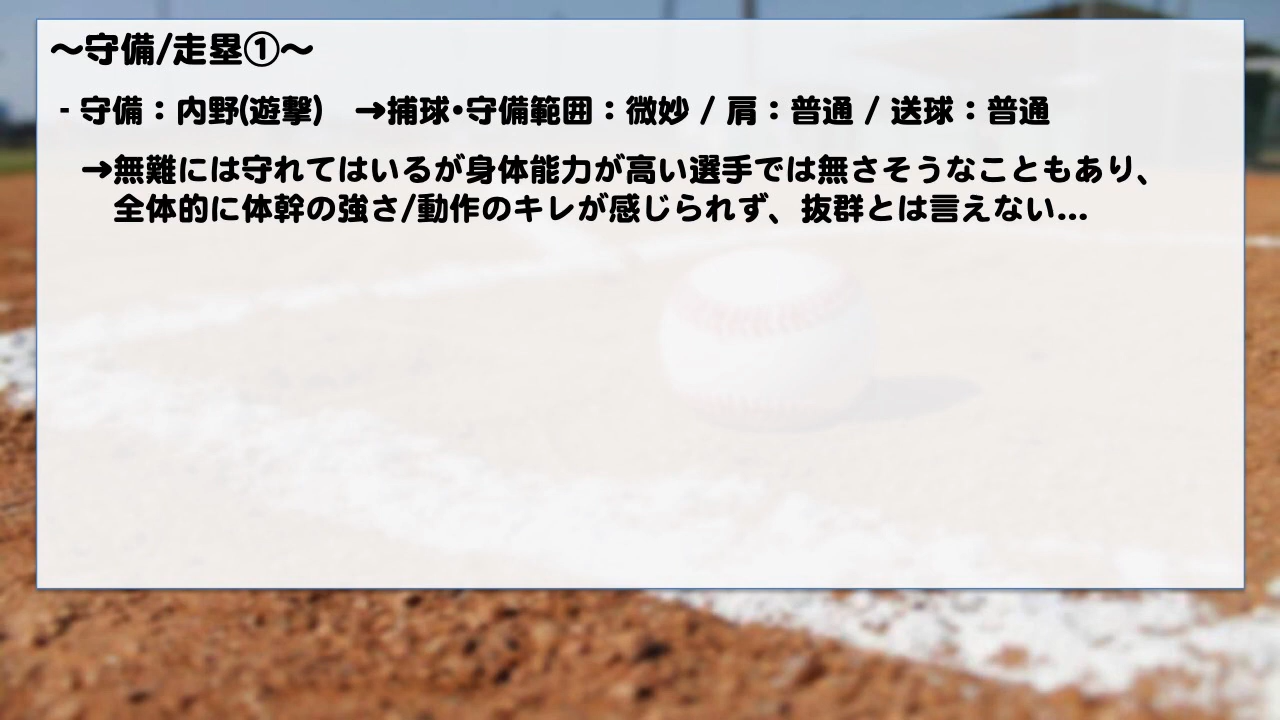 〜守備/走塁①〜
- 守備：内野(遊撃)　→捕球・守備範囲：微妙 / 肩：普通 / 送球：普通
→無難には守れてはいるが身体能力が高い選手では無さそうなこともあり、
全体的に体幹の強さ/動作のキレが感じられず、抜群とは言えない…